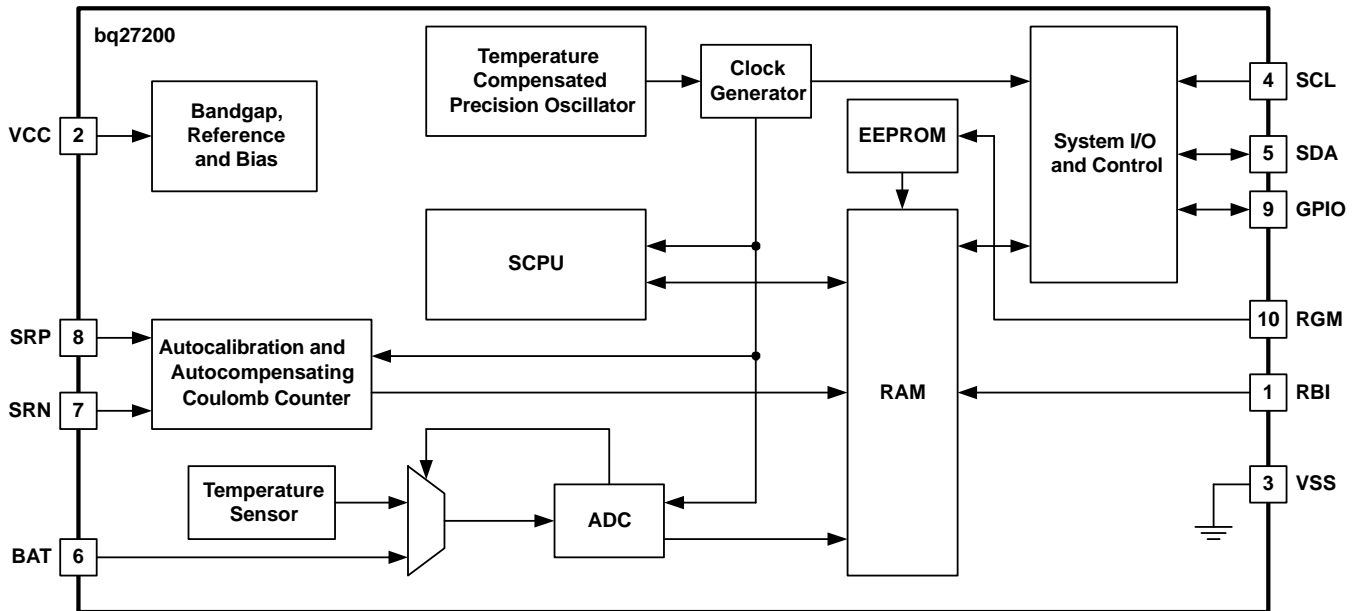 bq27200
Temperature
Compensated
Precision Oscillator
Clock
Generator
Bandgap,
Reference
and Bias
VCC
2
EEPROM
System I/O
and Control
4
SCL
5
SDA
9
GPIO
SCPU
SRP
8
SRN
7
Autocalibration and
Autocompensating
Coulomb Counter
RAM
10
RGM
1
RBI
Temperature
Sensor
ADC
3
VSS
BAT
6